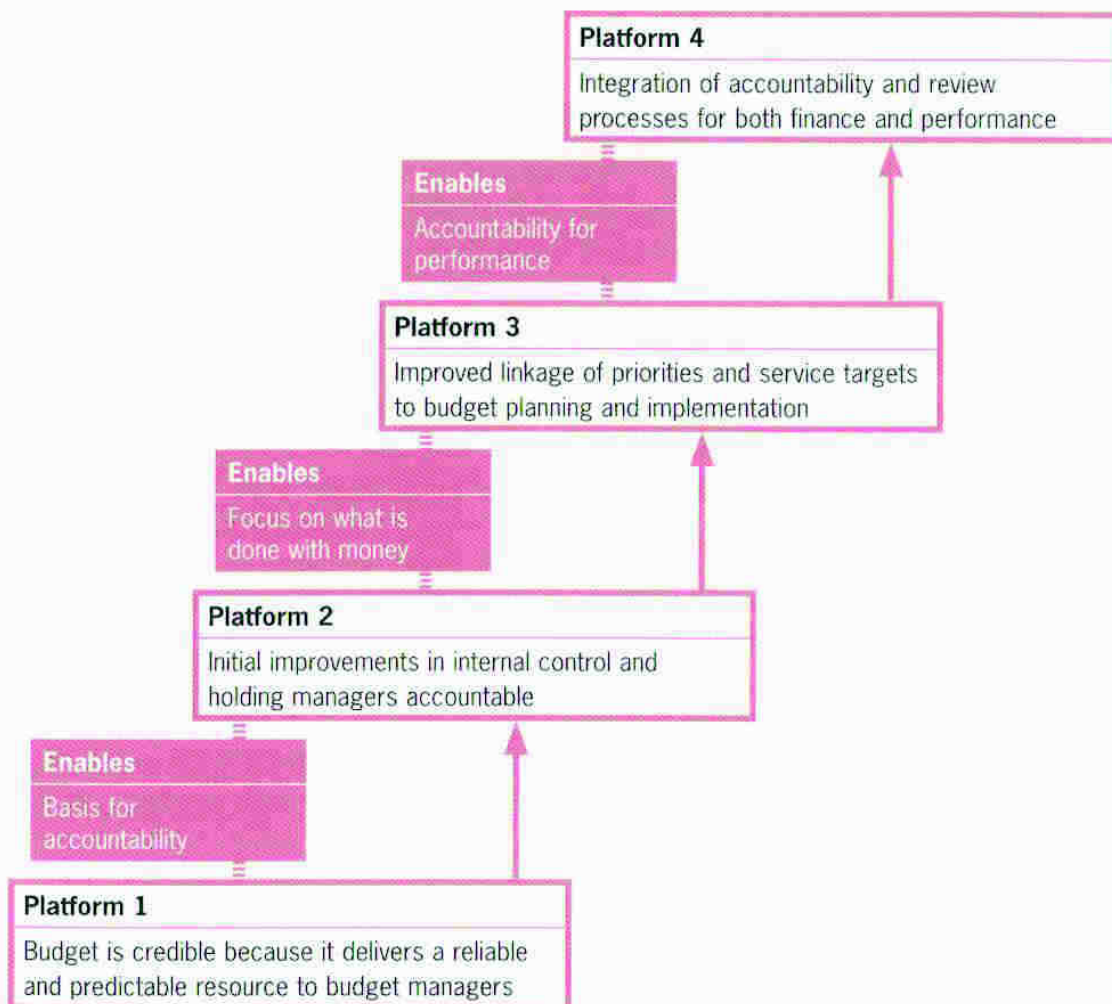 Platform 4
Integration of accountability and review
processes for both finance and performance
Enables
Accountability for
performance
Platform 3
Improved linkage of priorities and service targets
to budget planning and implementation
Enables
Focus on what is
done with money
Platform 2
Initial improvements in internal control and
holding managers accountable
Enables
Basis for
accountability
Platform 1
Budget is credible because it delivers a reliable
and predictable resource to budget managers